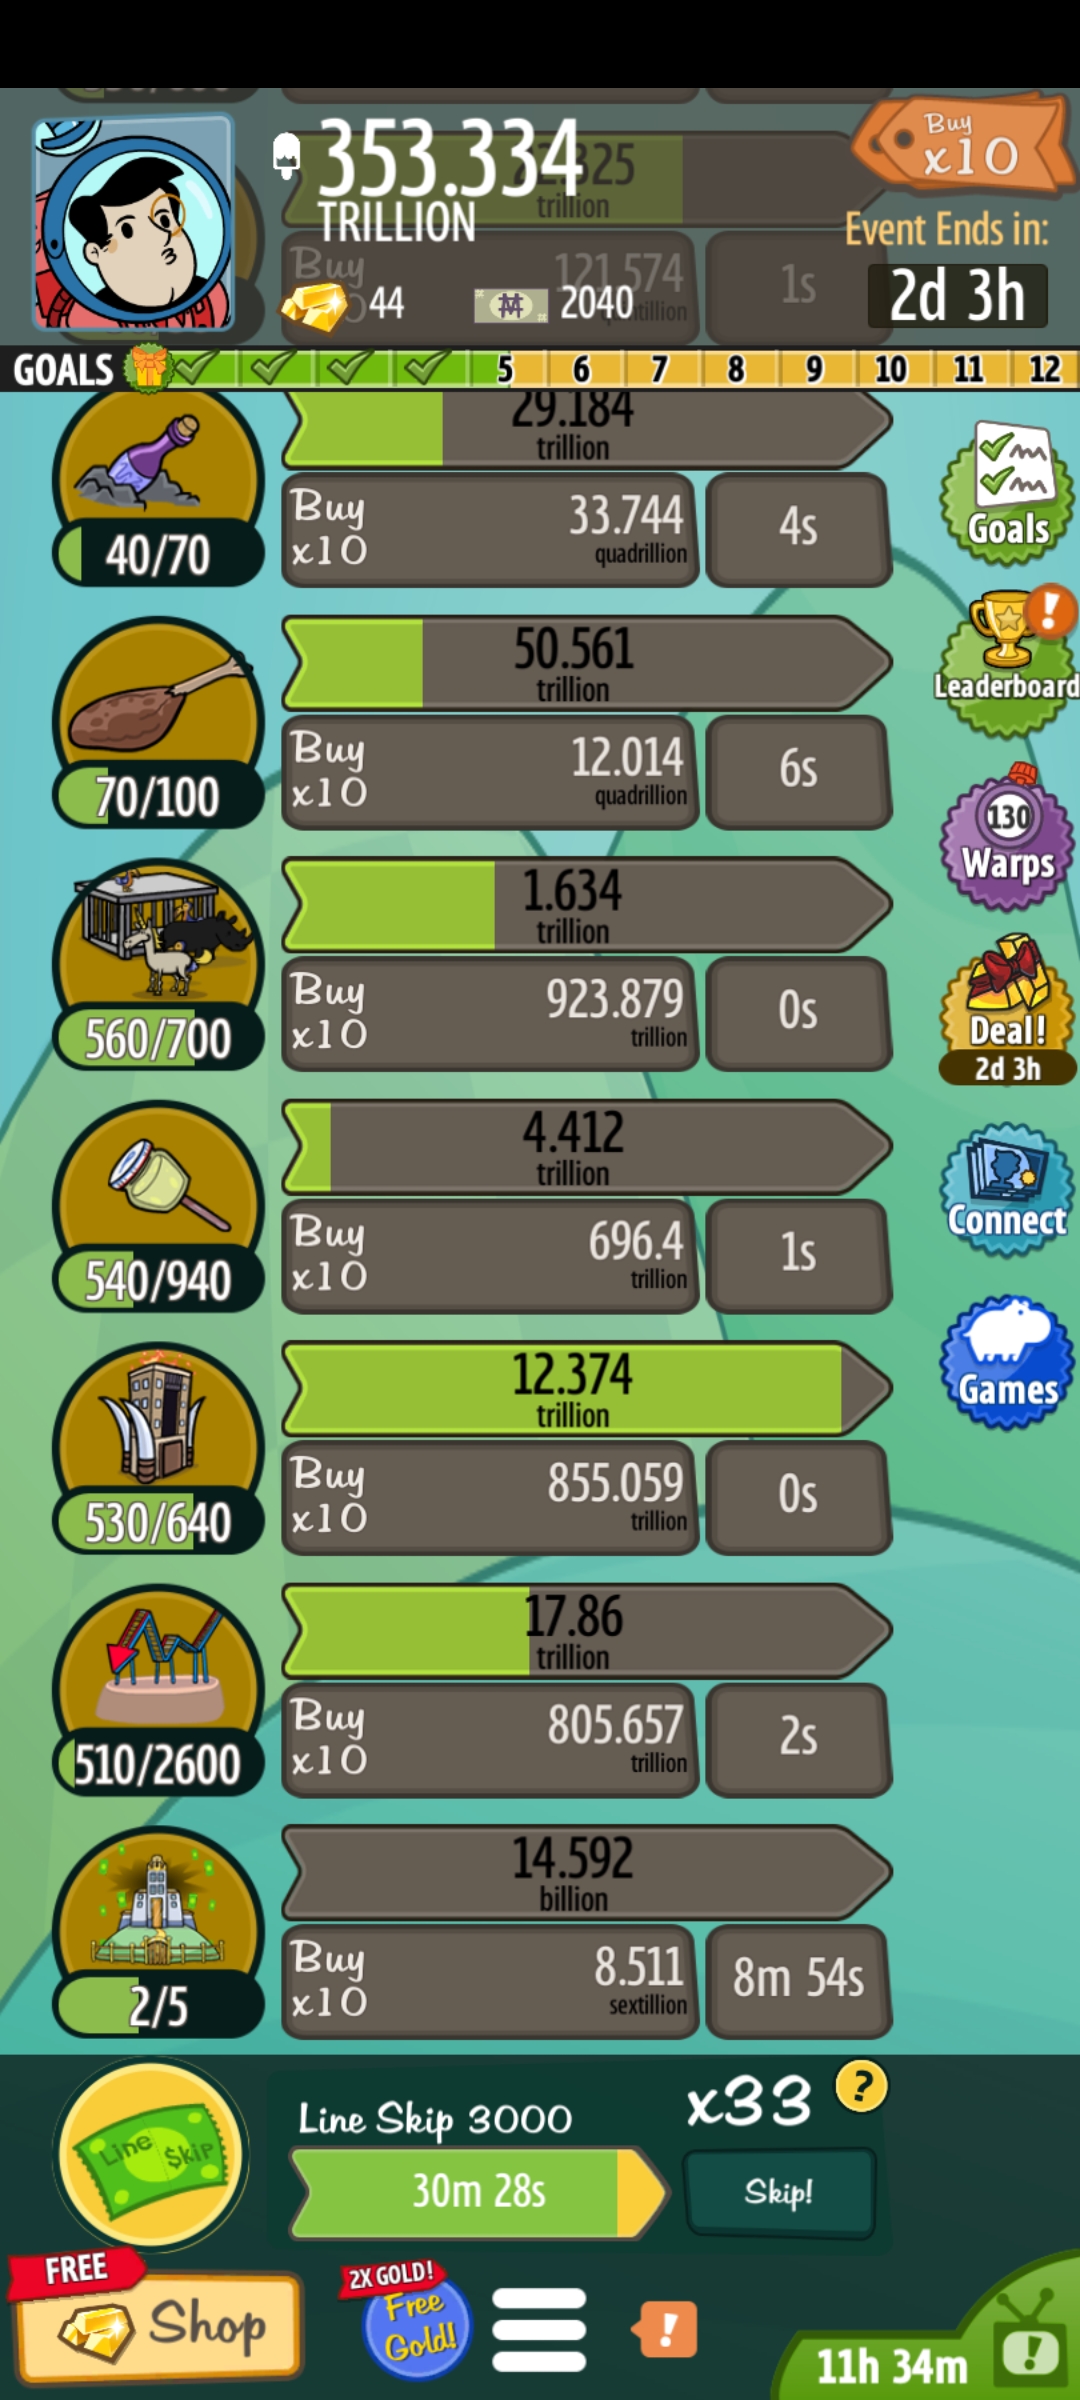 353.334
TRILLION
trillion
Buy
x10
Event Ends in:
2d 3h
Buy
121.574
1s
44
2040
GOALS 5 6 7 8 9 10 11 12
29.184
trillion
Buy
x10
33.744
quadrillion
4s
40/70
Goals
50.561
trillion
Buy
x10
12.014
quadrillion
6s
70/100
Leaderboard
1.634
trillion
Buy
x10
923.879
trillion
0s
560/700
130
Warps
Deal!
2d 3h
4.412
trillion
Buy
x10
696.4
trillion
1s
540/940
Connect
12.374
trillion
Buy
x10
855.059
trillion
0s
530/640
Games
17.86
trillion
Buy
x10
805.657
trillion
2s
510/2600
14.592
billion
Buy
x10
8.511
sextillion
8m 54s
2/5
Line $kip
Line Skip 3000
x33
?
30m 28s
Skip!
FREE
Shop
2X GOLD!
Free
Gold!
!
11h 34m
!